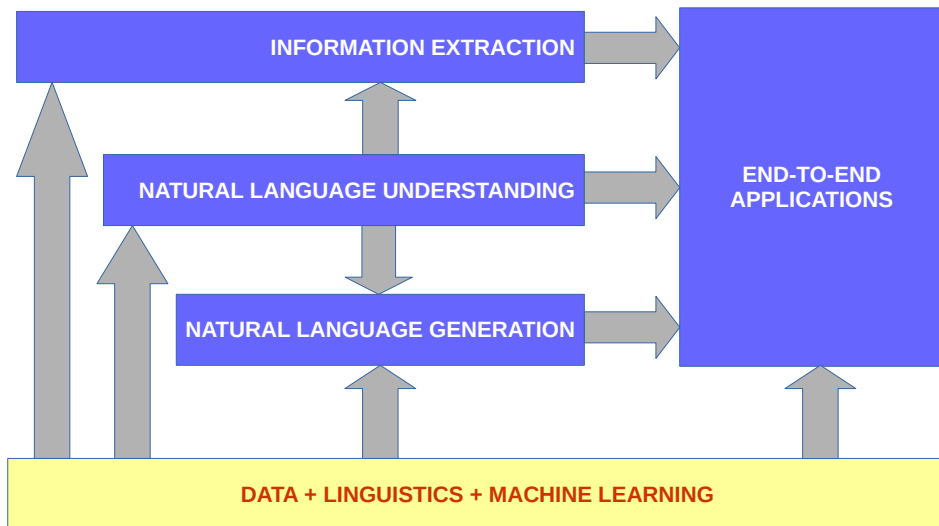 INFORMATION EXTRACTION
NATURAL LANGUAGE UNDERSTANDING
END-TO-END
APPLICATIONS
NATURAL LANGUAGE GENERATION
DATA + LINGUISTICS + MACHINE LEARNING